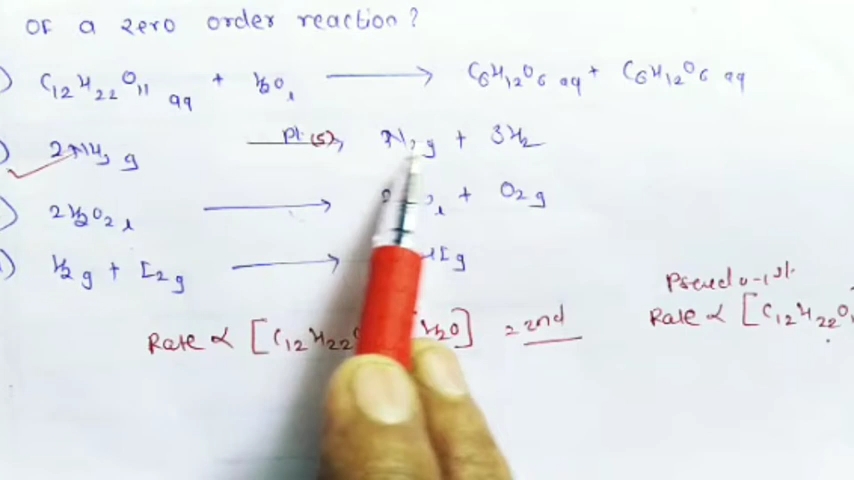 OF a zero order reaction?
) C12H22O11 aq + H2O l ⟶ C6H12O6 aq + C6H12O6 aq
) 2NH3 g ⟶ Pt (s) N2 g + 3H2
) 2H2O2 l ⟶ l + O2 g
) H2 g + I2 g ⟶ HI g
Pseudo-1st
Rate ∝ [C12H22 H2O] = 2nd
Rate ∝ [C12H22O